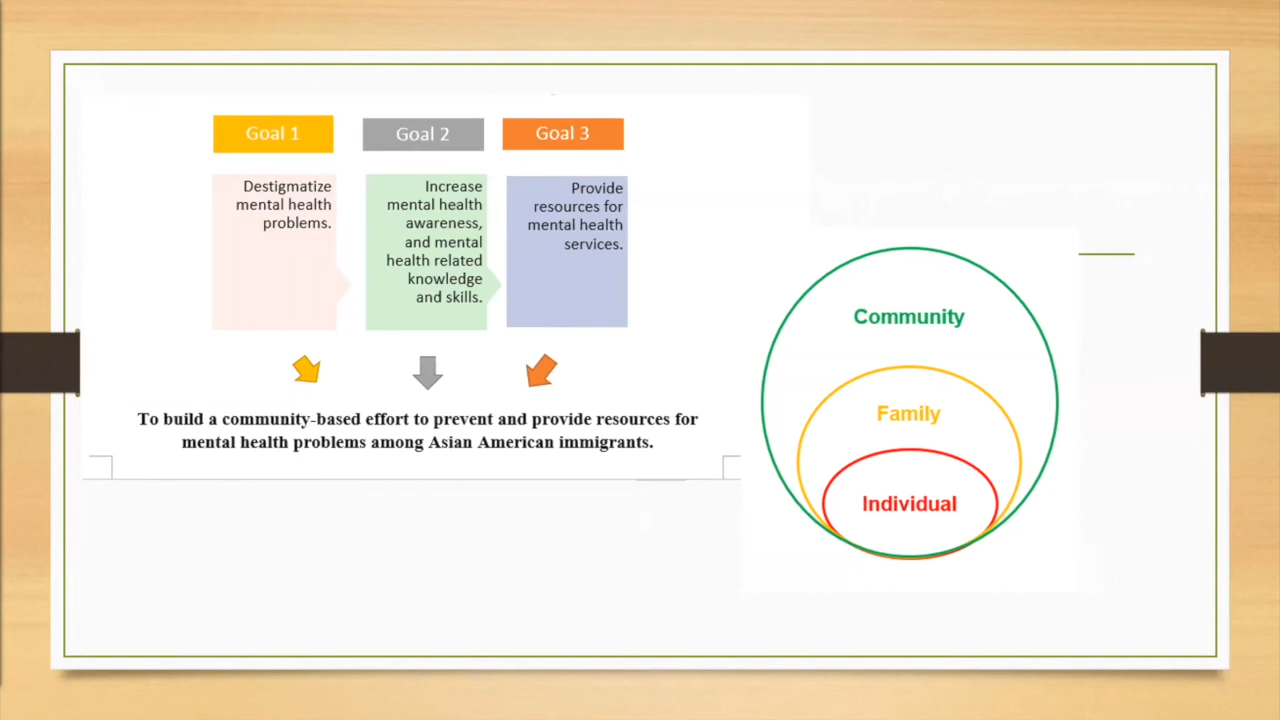 Goal 1
Goal 2
Goal 3
Destigmatize
mental health
problems.
Increase
mental health
awareness,
and mental
health related
knowledge
and skills.
Provide
resources for
mental health
services.
To build a community-based effort to prevent and provide resources for
mental health problems among Asian American immigrants.
Community
Family
Individual